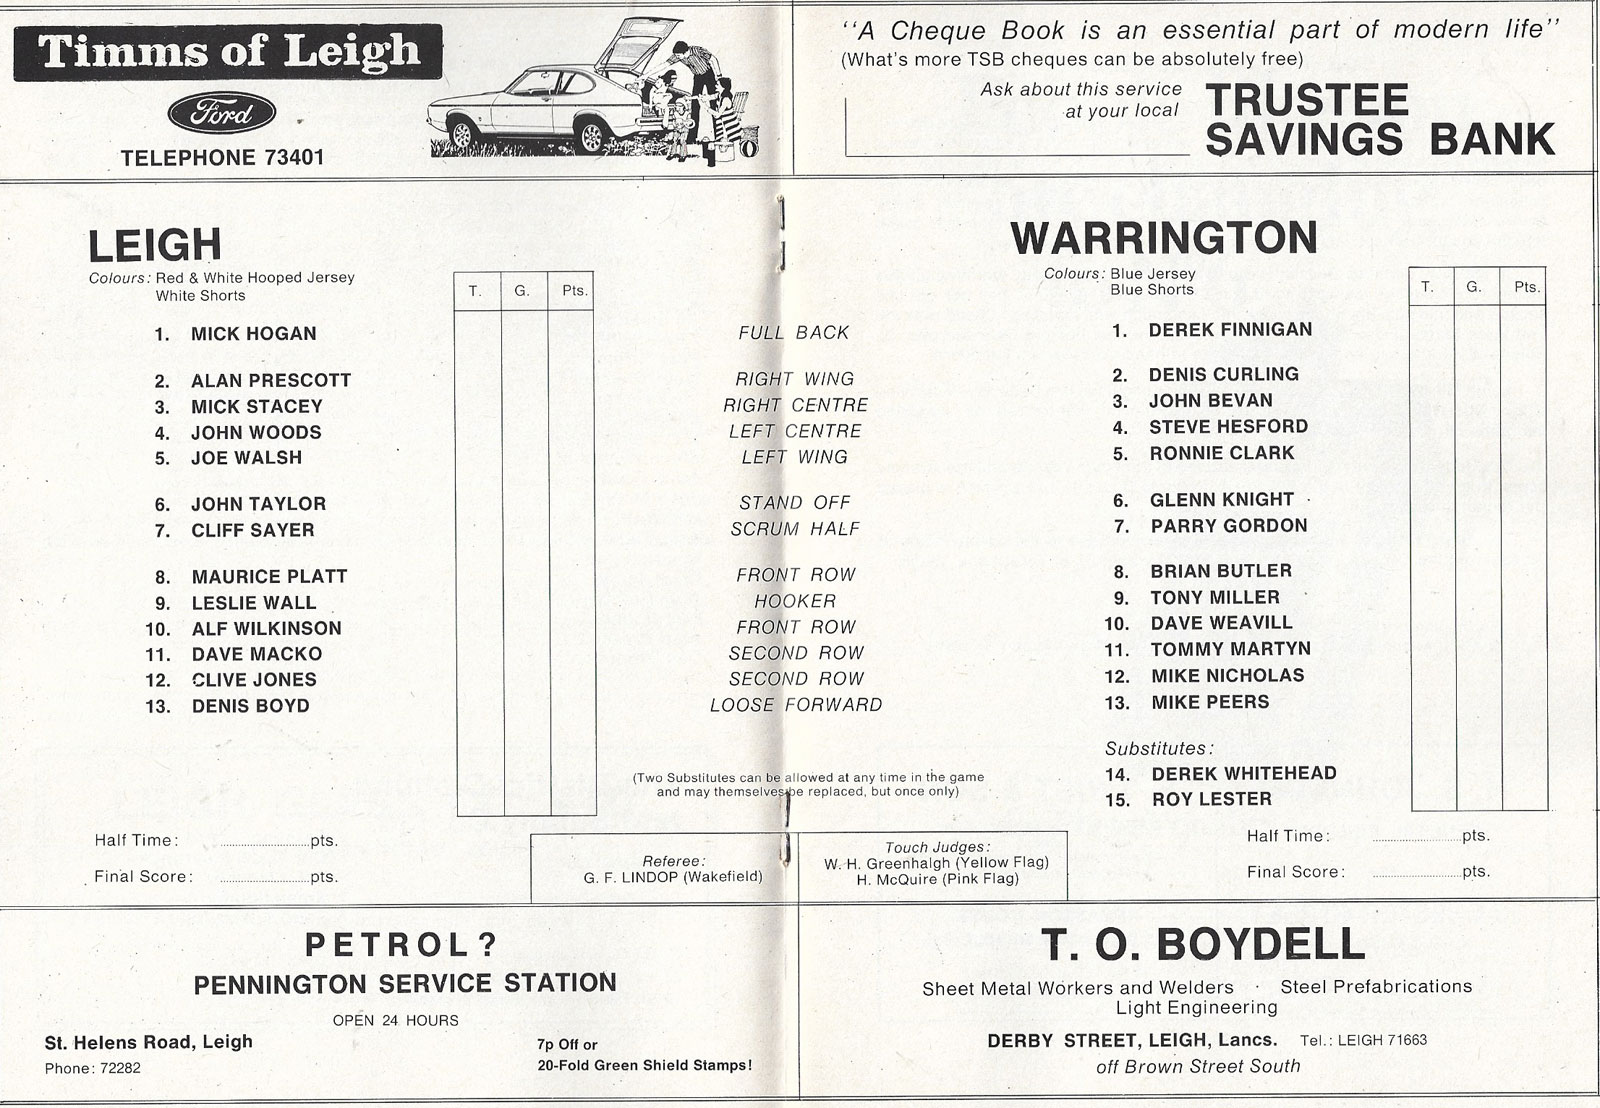 Timms of Leigh
Ford
TELEPHONE 73401
"A Cheque Book is an essential part of modern life"
(What's more TSB cheques can be absolutely free)
Ask about this service
at your local
TRUSTEE
SAVINGS BANK
LEIGH
Colours: Red & White Hooped Jersey
White Shorts
T. G. Pts.
1. MICK HOGAN
2. ALAN PRESCOTT
3. MICK STACEY
4. JOHN WOODS
5. JOE WALSH
6. JOHN TAYLOR
7. CLIFF SAYER
8. MAURICE PLATT
9. LESLIE WALL
10. ALF WILKINSON
11. DAVE MACKO
12. CLIVE JONES
13. DENIS BOYD
Half Time: ........................pts.
Final Score: ........................pts.
FULL BACK
RIGHT WING
RIGHT CENTRE
LEFT CENTRE
LEFT WING
STAND OFF
SCRUM HALF
FRONT ROW
HOOKER
FRONT ROW
SECOND ROW
SECOND ROW
LOOSE FORWARD
(Two Substitutes can be allowed at any time in the game
and may themselves be replaced, but once only)
Referee:
G. F. LINDOP (Wakefield)
Touch Judges:
W. H. Greenhalgh (Yellow Flag)
H. McQuire (Pink Flag)
WARRINGTON
Colours: Blue Jersey
Blue Shorts
T. G. Pts.
1. DEREK FINNIGAN
2. DENIS CURLING
3. JOHN BEVAN
4. STEVE HESFORD
5. RONNIE CLARK
6. GLENN KNIGHT
7. PARRY GORDON
8. BRIAN BUTLER
9. TONY MILLER
10. DAVE WEAVILL
11. TOMMY MARTYN
12. MIKE NICHOLAS
13. MIKE PEERS
Substitutes:
14. DEREK WHITEHEAD
15. ROY LESTER
Half Time: ........................pts.
Final Score: ........................pts.
PETROL?
PENNINGTON SERVICE STATION
OPEN 24 HOURS
St. Helens Road, Leigh
Phone: 72282
7p Off or
20-Fold Green Shield Stamps!
T. O. BOYDELL
Sheet Metal Workers and Welders · Steel Prefabrications
Light Engineering
DERBY STREET, LEIGH, Lancs. Tel.: LEIGH 71663
off Brown Street South